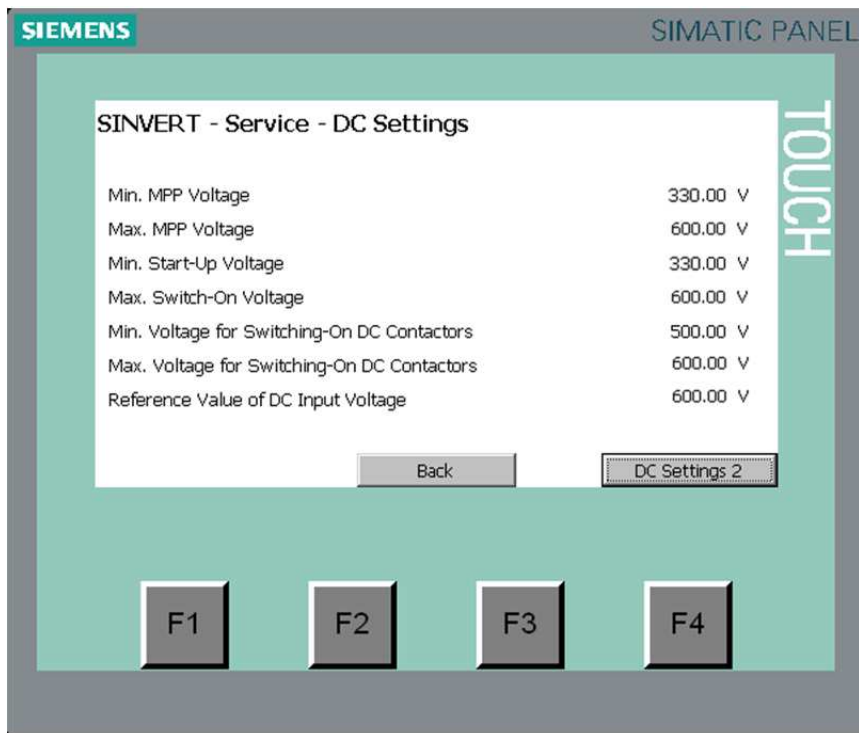 SIEMENS
SIMATIC PANEL
TOUCH
SINVERT - Service - DC Settings
Min. MPP Voltage 330.00 V
Max. MPP Voltage 600.00 V
Min. Start-Up Voltage 330.00 V
Max. Switch-On Voltage 600.00 V
Min. Voltage for Switching-On DC Contactors 500.00 V
Max. Voltage for Switching-On DC Contactors 600.00 V
Reference Value of DC Input Voltage 600.00 V
Back DC Settings 2
F1 F2 F3 F4